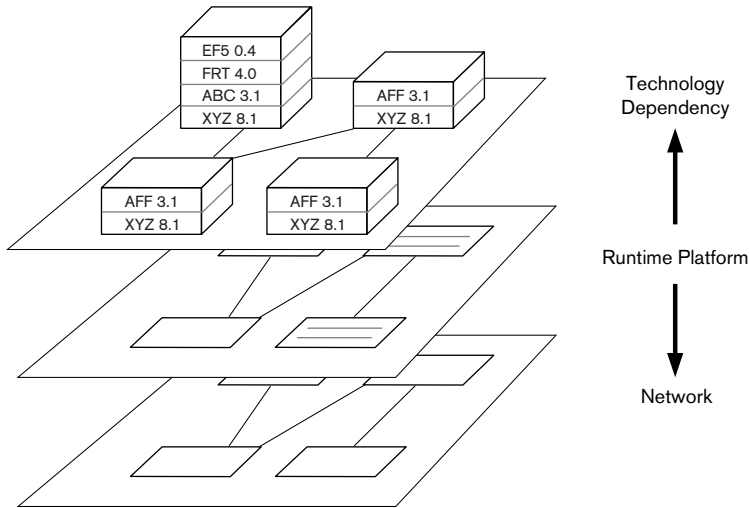 EF5 0.4
FRT 4.0
ABC 3.1
XYZ 8.1
AFF 3.1
XYZ 8.1
AFF 3.1
XYZ 8.1
AFF 3.1
XYZ 8.1
Technology
Dependency
Runtime Platform
Network